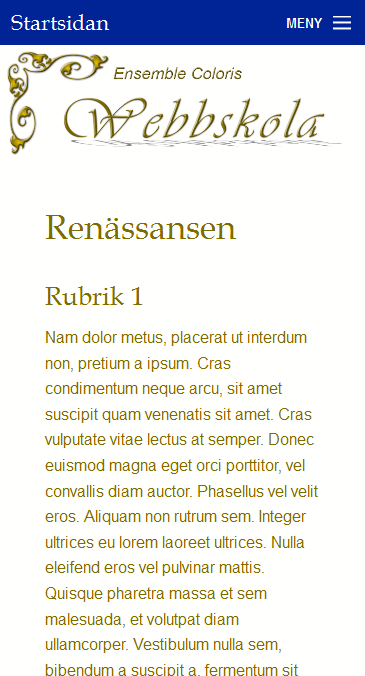 Startsidan MENY
Ensemble Coloris
Webbskola
Renässansen
Rubrik 1
Nam dolor metus, placerat ut interdum
non, pretium a ipsum. Cras
condimentum neque arcu, sit amet
suscipit quam venenatis sit amet. Cras
vulputate vitae lectus at semper. Donec
euismod magna eget orci porttitor, vel
convallis diam auctor. Phasellus vel velit
eros. Aliquam non rutrum sem. Integer
ultrices eu lorem laoreet ultrices. Nulla
eleifend eros vel pulvinar mattis.
Quisque pharetra massa et sem
malesuada, et volutpat diam
ullamcorper. Vestibulum nulla sem,
bibendum a suscipit a, fermentum sit